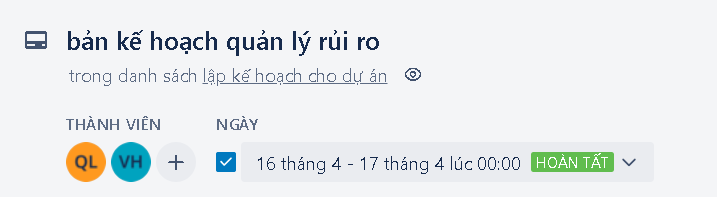 bản kế hoạch quản lý rủi ro
trong danh sách lập kế hoạch cho dự án
THÀNH VIÊN NGÀY
QL VH + 16 tháng 4 - 17 tháng 4 lúc 00:00 HOÀN TẤT